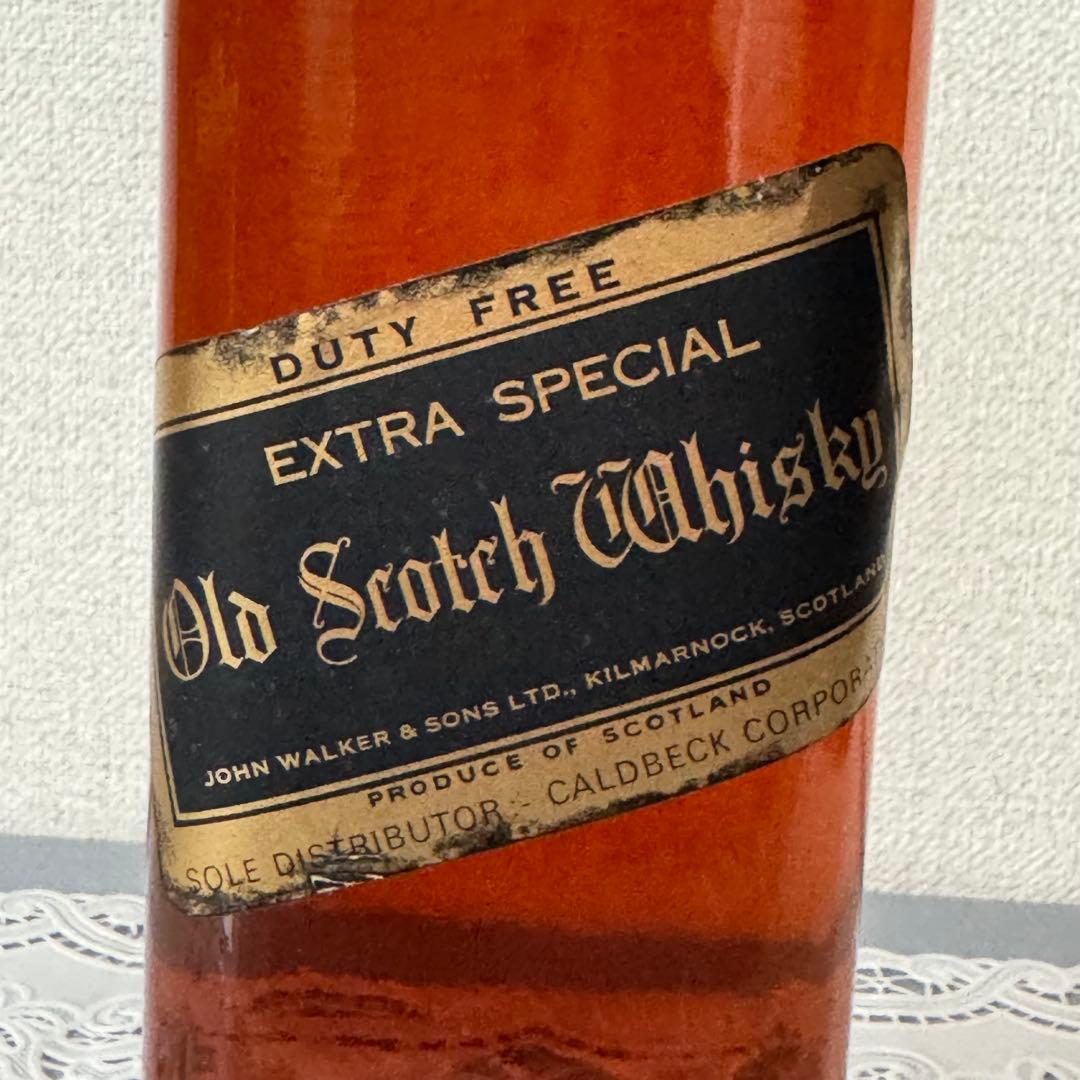 DUTY FREE
EXTRA SPECIAL
Old Scotch Whisky
JOHN WALKER & SONS LTD., KILMARNOCK, SCOTLAND
PRODUCE OF SCOTLAND
SOLE DISTRIBUTOR :- CALDBECK